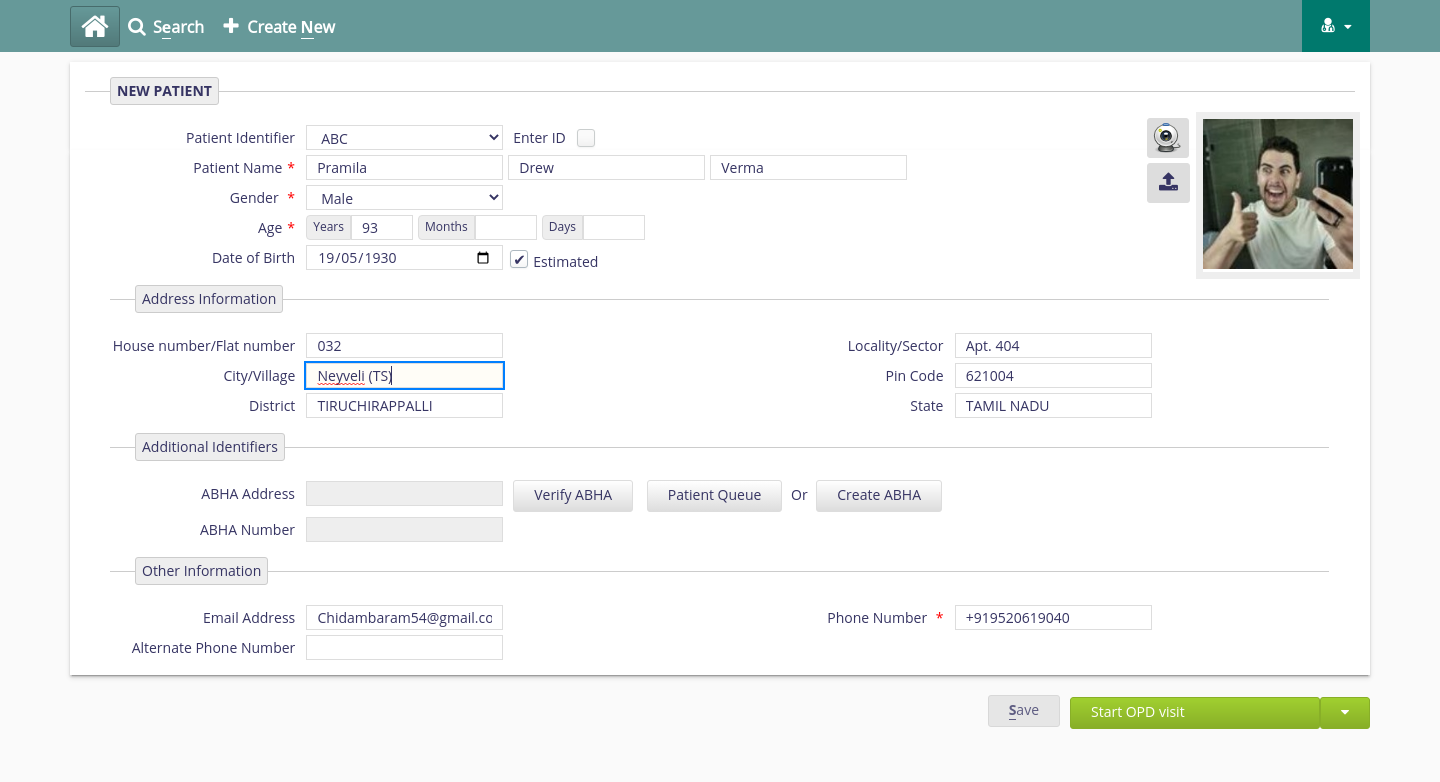 Search Create New
NEW PATIENT
Patient Identifier ABC Enter ID
Patient Name * Pramila Drew Verma
Gender * Male
Age * Years 93 Months Days
Date of Birth 19/05/1930 ✔ Estimated
Address Information
House number/Flat number 032 Locality/Sector Apt. 404
City/Village Neyveli (TS) Pin Code 621004
District TIRUCHIRAPPALLI State TAMIL NADU
Additional Identifiers
ABHA Address Verify ABHA Patient Queue Or Create ABHA
ABHA Number
Other Information
Email Address Chidambaram54@gmail.co Phone Number * +919520619040
Alternate Phone Number
Save Start OPD visit